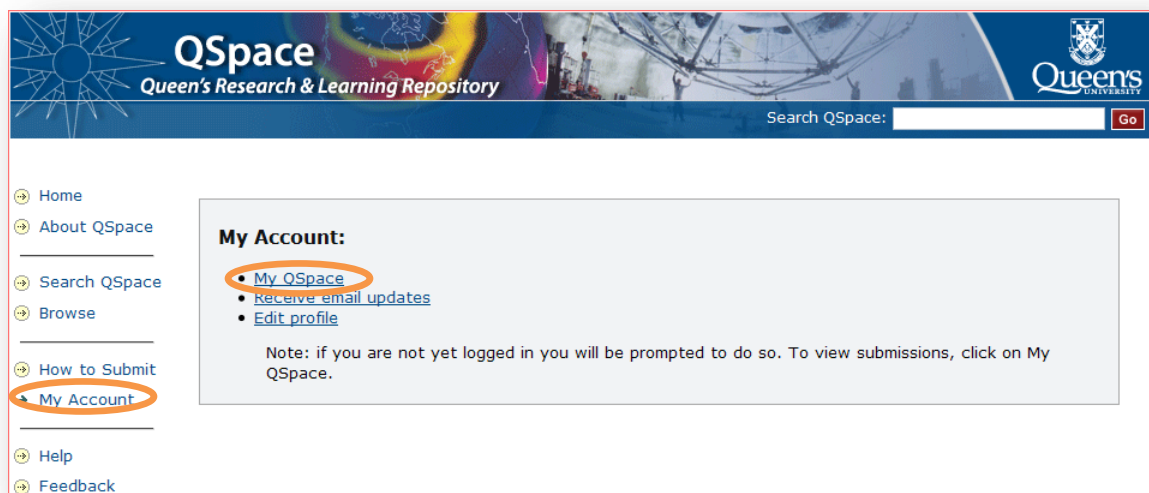 QSpace
Queen's Research & Learning Repository
Queen's
UNIVERSITY
Search QSpace:
Go
Home
About QSpace
Search QSpace
Browse
How to Submit
My Account
Help
Feedback
My Account:
• My QSpace
• Receive email updates
• Edit profile
Note: if you are not yet logged in you will be prompted to do so. To view submissions, click on My
QSpace.